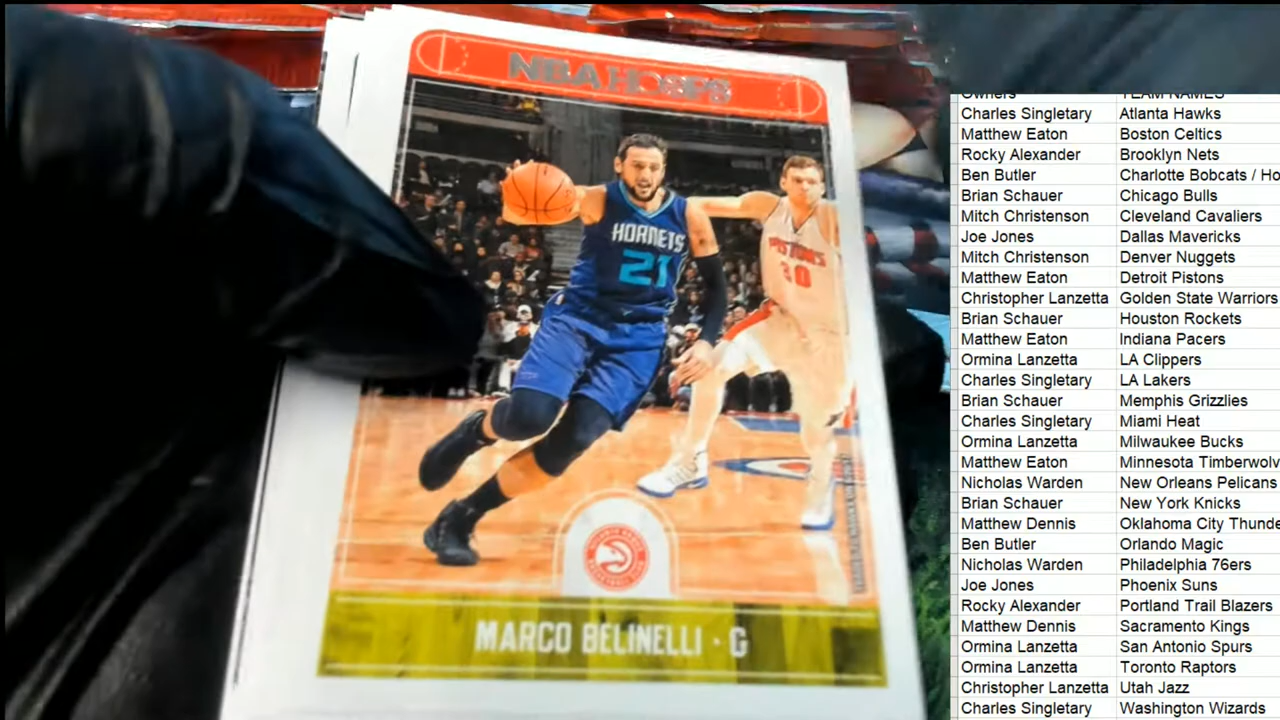 NBA HOOPS
HORNETS
21
PISTONS
30
MARCO BELINELLI · G
Owners TEAM NAMES
Charles Singletary Atlanta Hawks
Matthew Eaton Boston Celtics
Rocky Alexander Brooklyn Nets
Ben Butler Charlotte Bobcats / Ho
Brian Schauer Chicago Bulls
Mitch Christenson Cleveland Cavaliers
Joe Jones Dallas Mavericks
Mitch Christenson Denver Nuggets
Matthew Eaton Detroit Pistons
Christopher Lanzetta Golden State Warriors
Brian Schauer Houston Rockets
Matthew Eaton Indiana Pacers
Ormina Lanzetta LA Clippers
Charles Singletary LA Lakers
Brian Schauer Memphis Grizzlies
Charles Singletary Miami Heat
Ormina Lanzetta Milwaukee Bucks
Matthew Eaton Minnesota Timberwolv
Nicholas Warden New Orleans Pelicans
Brian Schauer New York Knicks
Matthew Dennis Oklahoma City Thunde
Ben Butler Orlando Magic
Nicholas Warden Philadelphia 76ers
Joe Jones Phoenix Suns
Rocky Alexander Portland Trail Blazers
Matthew Dennis Sacramento Kings
Ormina Lanzetta San Antonio Spurs
Ormina Lanzetta Toronto Raptors
Christopher Lanzetta Utah Jazz
Charles Singletary Washington Wizards